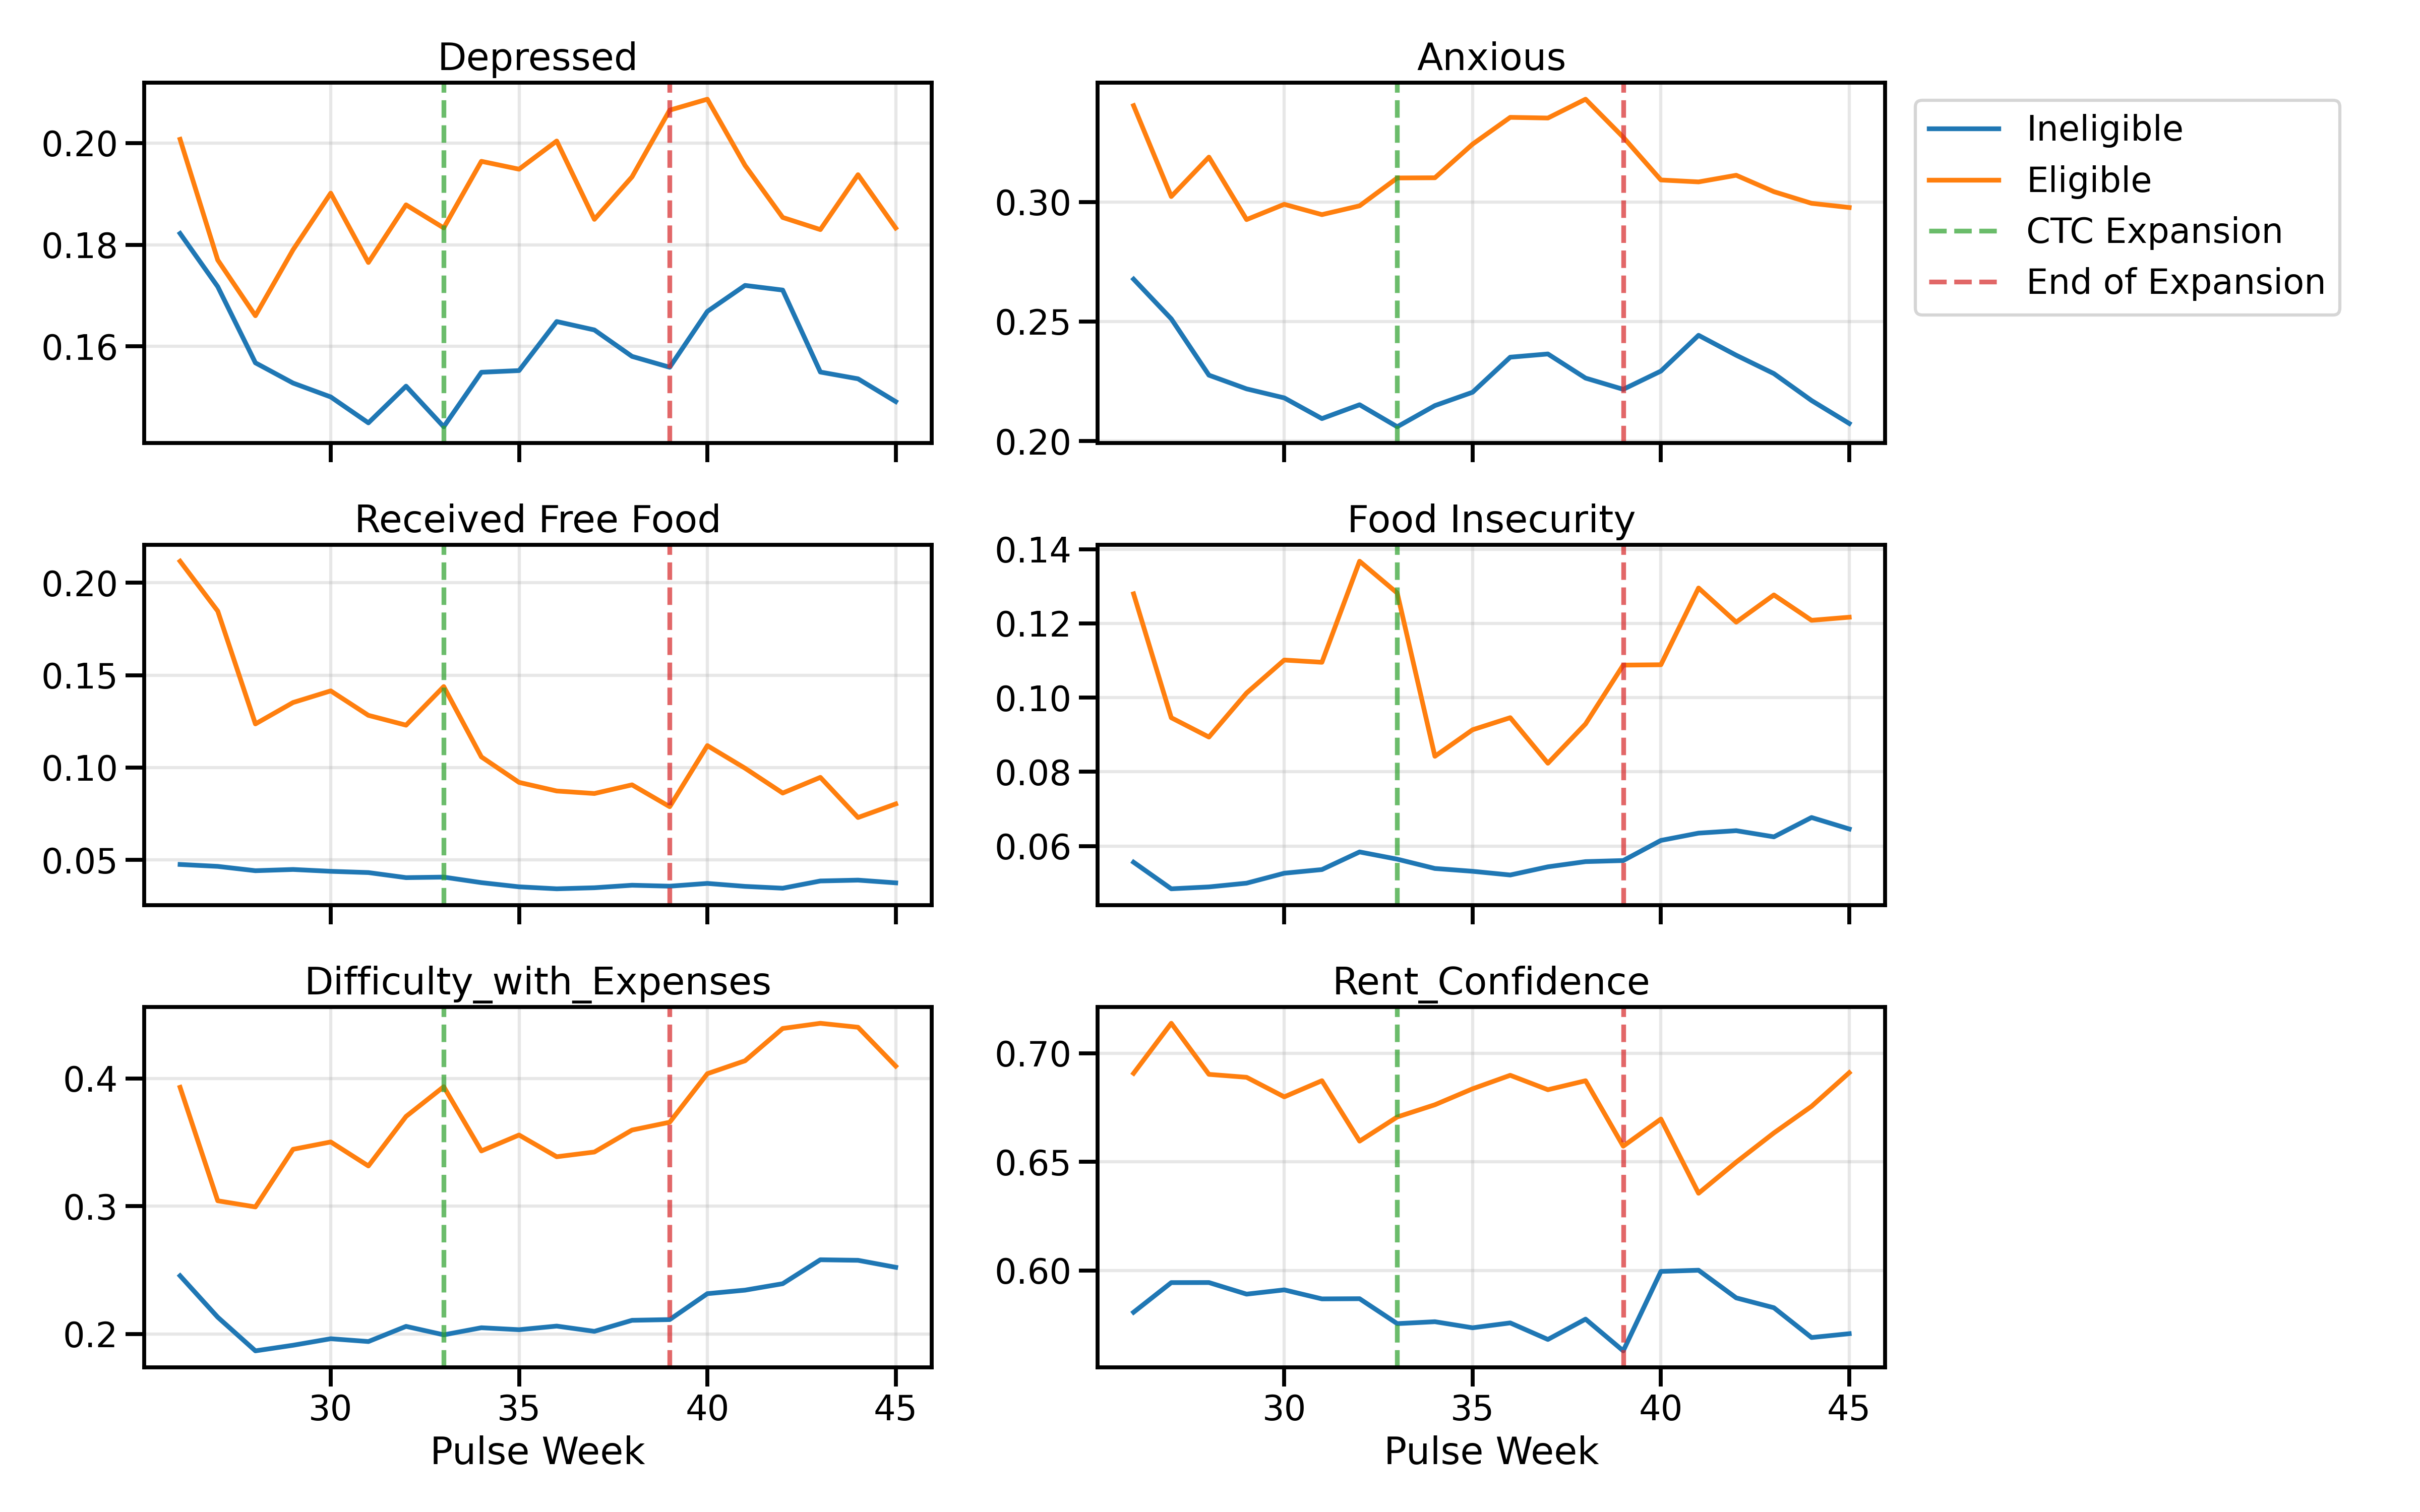 Depressed
0.20
0.18
0.16
Anxious
0.30
0.25
0.20
Ineligible
Eligible
CTC Expansion
End of Expansion
Received Free Food
0.20
0.15
0.10
0.05
Food Insecurity
0.14
0.12
0.10
0.08
0.06
Difficulty_with_Expenses
0.4
0.3
0.2
30 35 40 45
Pulse Week
Rent_Confidence
0.70
0.65
0.60
30 35 40 45
Pulse Week